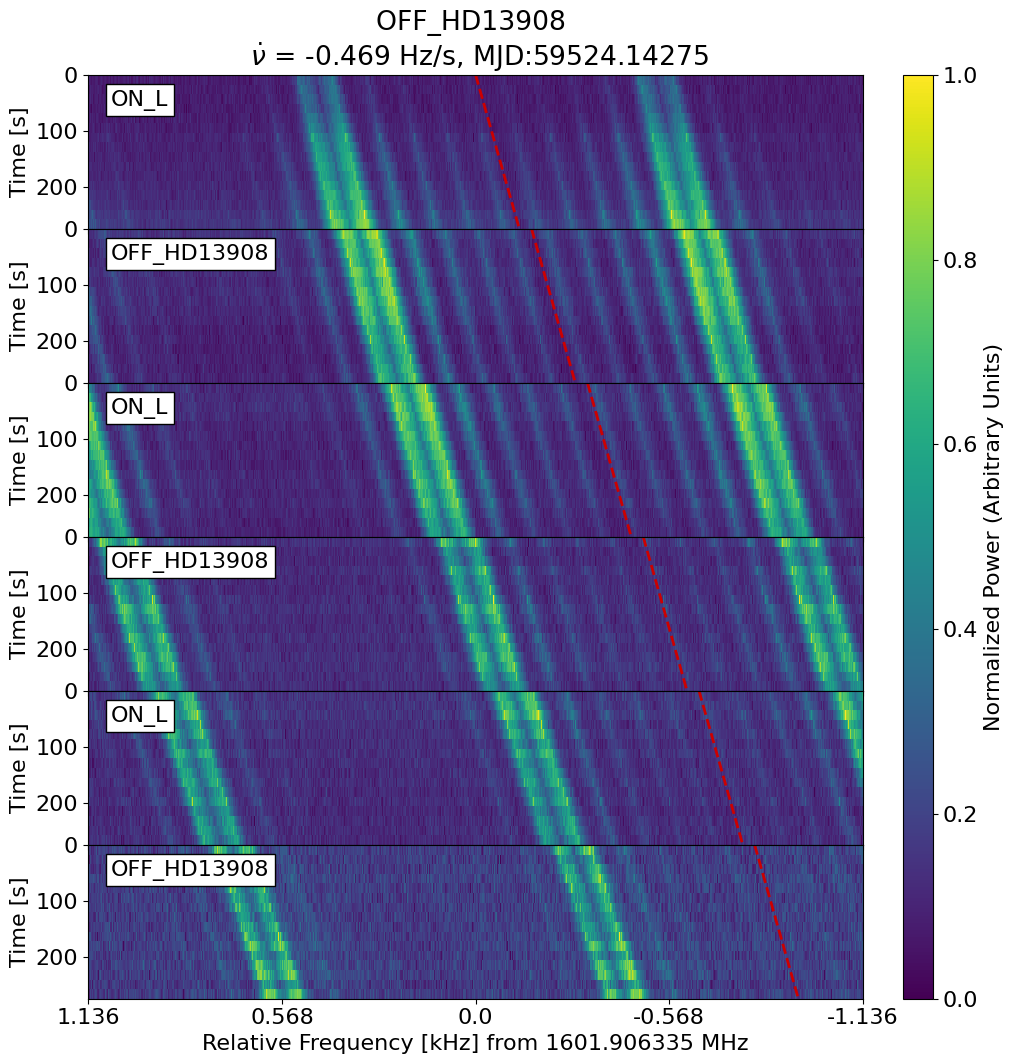 OFF_HD13908
ν̇ = -0.469 Hz/s, MJD:59524.14275
0
ON_L
100
200
Time [s]
0
OFF_HD13908
100
200
Time [s]
0
ON_L
100
200
Time [s]
0
OFF_HD13908
100
200
Time [s]
0
ON_L
100
200
Time [s]
0
OFF_HD13908
100
200
Time [s]
1.136 0.568 0.0 -0.568 -1.136
Relative Frequency [kHz] from 1601.906335 MHz
1.0
0.8
0.6
0.4
0.2
0.0
Normalized Power (Arbitrary Units)